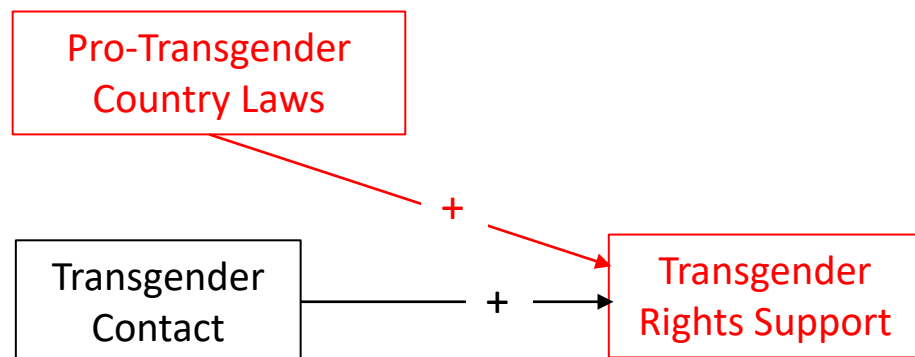 Pro-Transgender
Country Laws
+
Transgender
Contact
+
Transgender
Rights Support